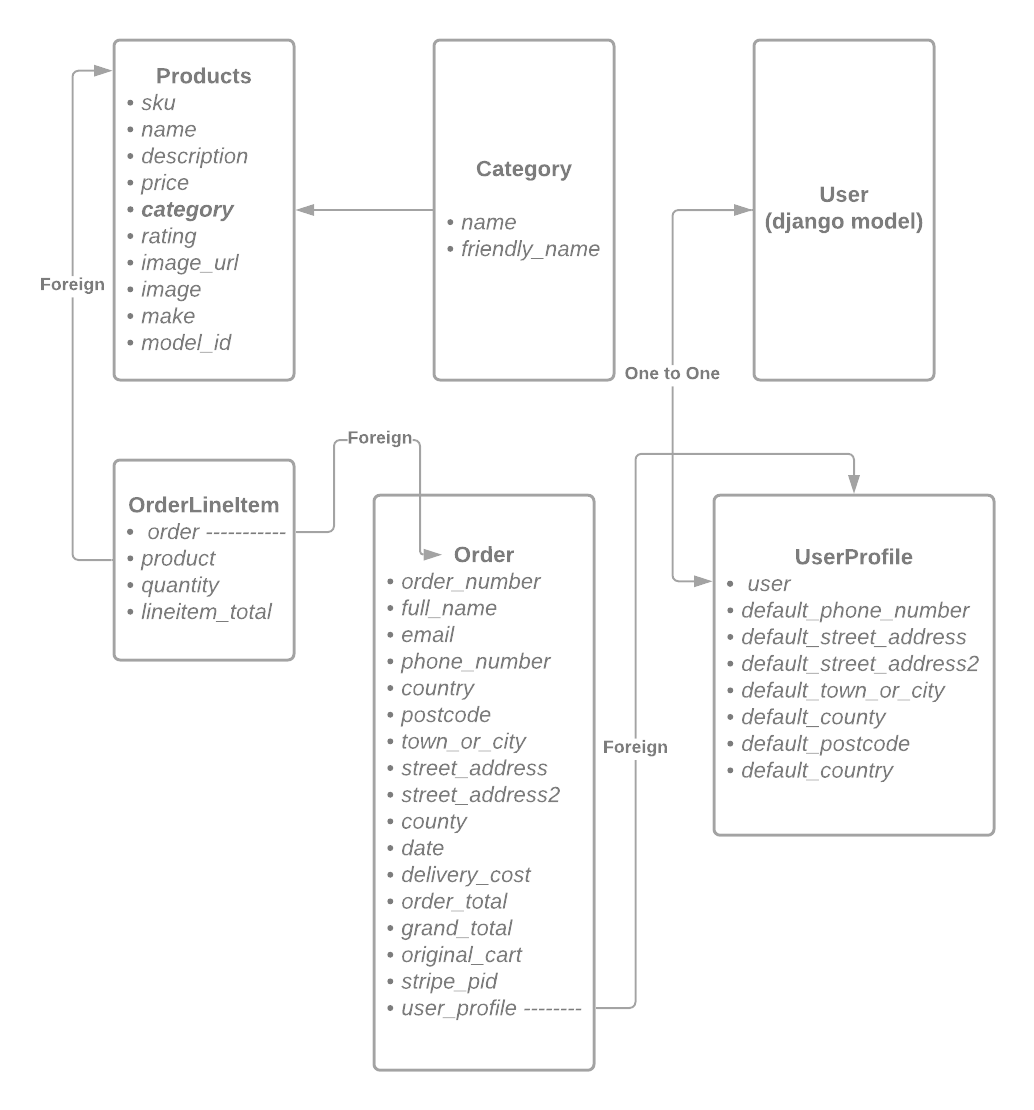 Products
• sku
• name
• description
• price
• category
• rating
• image_url
• image
• make
• model_id
Category
• name
• friendly_name
User
(django model)
Foreign
One to One
OrderLineItem
• order -----------
• product
• quantity
• lineitem_total
Foreign
Order
• order_number
• full_name
• email
• phone_number
• country
• postcode
• town_or_city
• street_address
• street_address2
• county
• date
• delivery_cost
• order_total
• grand_total
• original_cart
• stripe_pid
• user_profile --------
Foreign
UserProfile
• user
• default_phone_number
• default_street_address
• default_street_address2
• default_town_or_city
• default_county
• default_postcode
• default_country